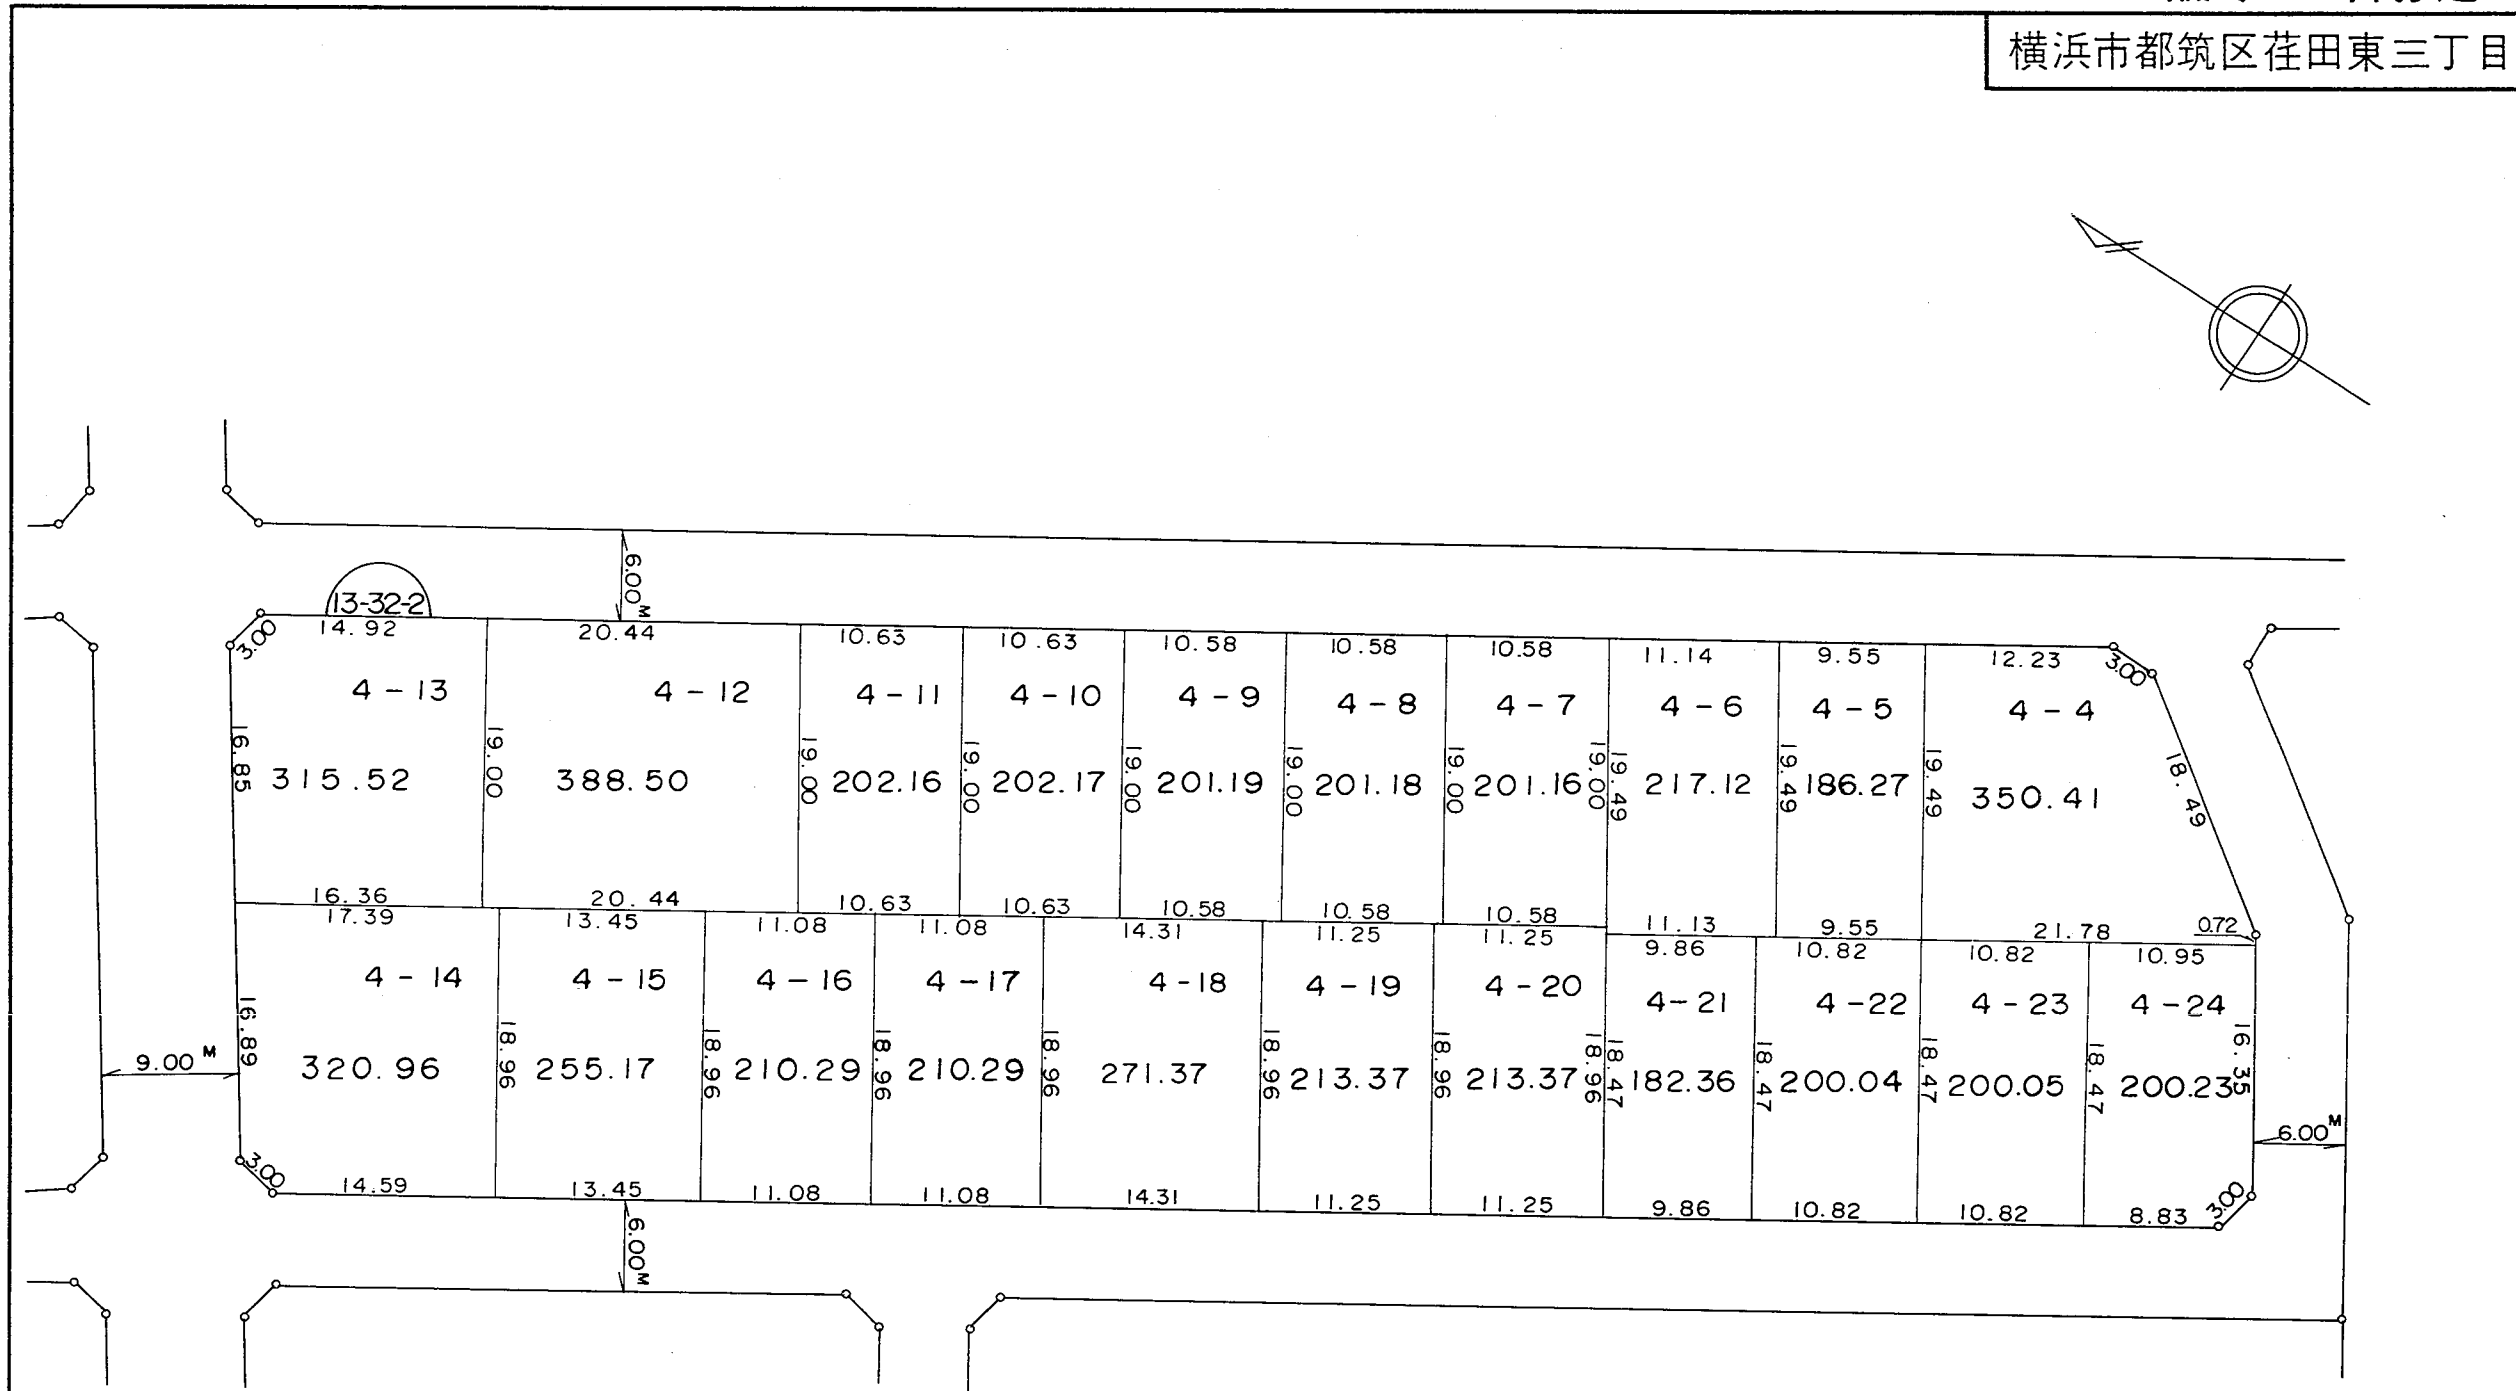 横浜市都筑区荏田東三丁目
6.00M
13-32-2
3.00 14.92 20.44 10.63 10.63 10.58 10.58 10.58 11.14 9.55 12.23 3.00
4-13 4-12 4-11 4-10 4-9 4-8 4-7 4-6 4-5 4-4
16.85 19.00 19.00 19.00 19.00 19.00 19.00 19.00 19.49 19.49 19.49 18.49
315.52 388.50 202.16 202.17 201.19 201.18 201.16 217.12 186.27 350.41
16.36 20.44 10.63 10.63 10.58 10.58 10.58 11.13 9.55 21.78 0.72
17.39 13.45 11.08 11.08 14.31 11.25 11.25 9.86 10.82 10.82 10.95
4-14 4-15 4-16 4-17 4-18 4-19 4-20 4-21 4-22 4-23 4-24
16.89 18.96 18.96 18.96 18.96 18.96 18.96 18.96 18.47 18.47 18.47 18.47 16.35
9.00M 320.96 255.17 210.29 210.29 271.37 213.37 213.37 182.36 200.04 200.05 200.23
6.00M
3.00 14.59 13.45 11.08 11.08 14.31 11.25 11.25 9.86 10.82 10.82 8.83 3.00
6.00M